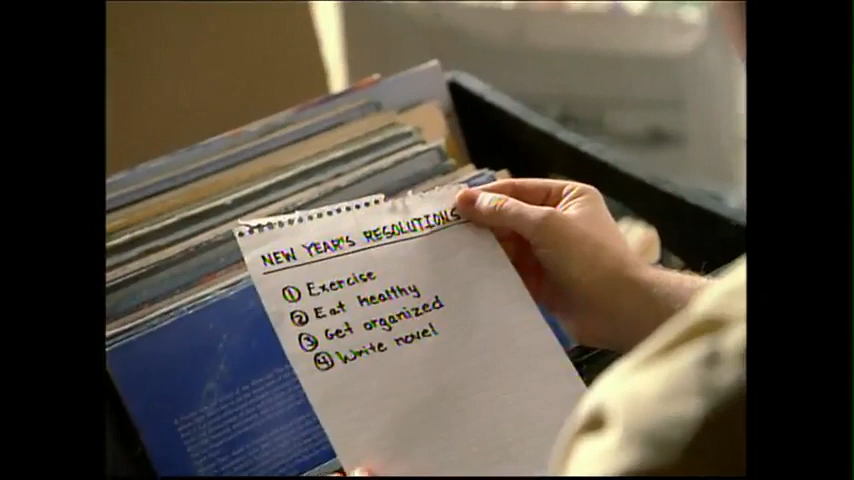 NEW YEAR'S RESOLUTIONS
① Exercise
② Eat healthy
③ Get organized
④ Write novel